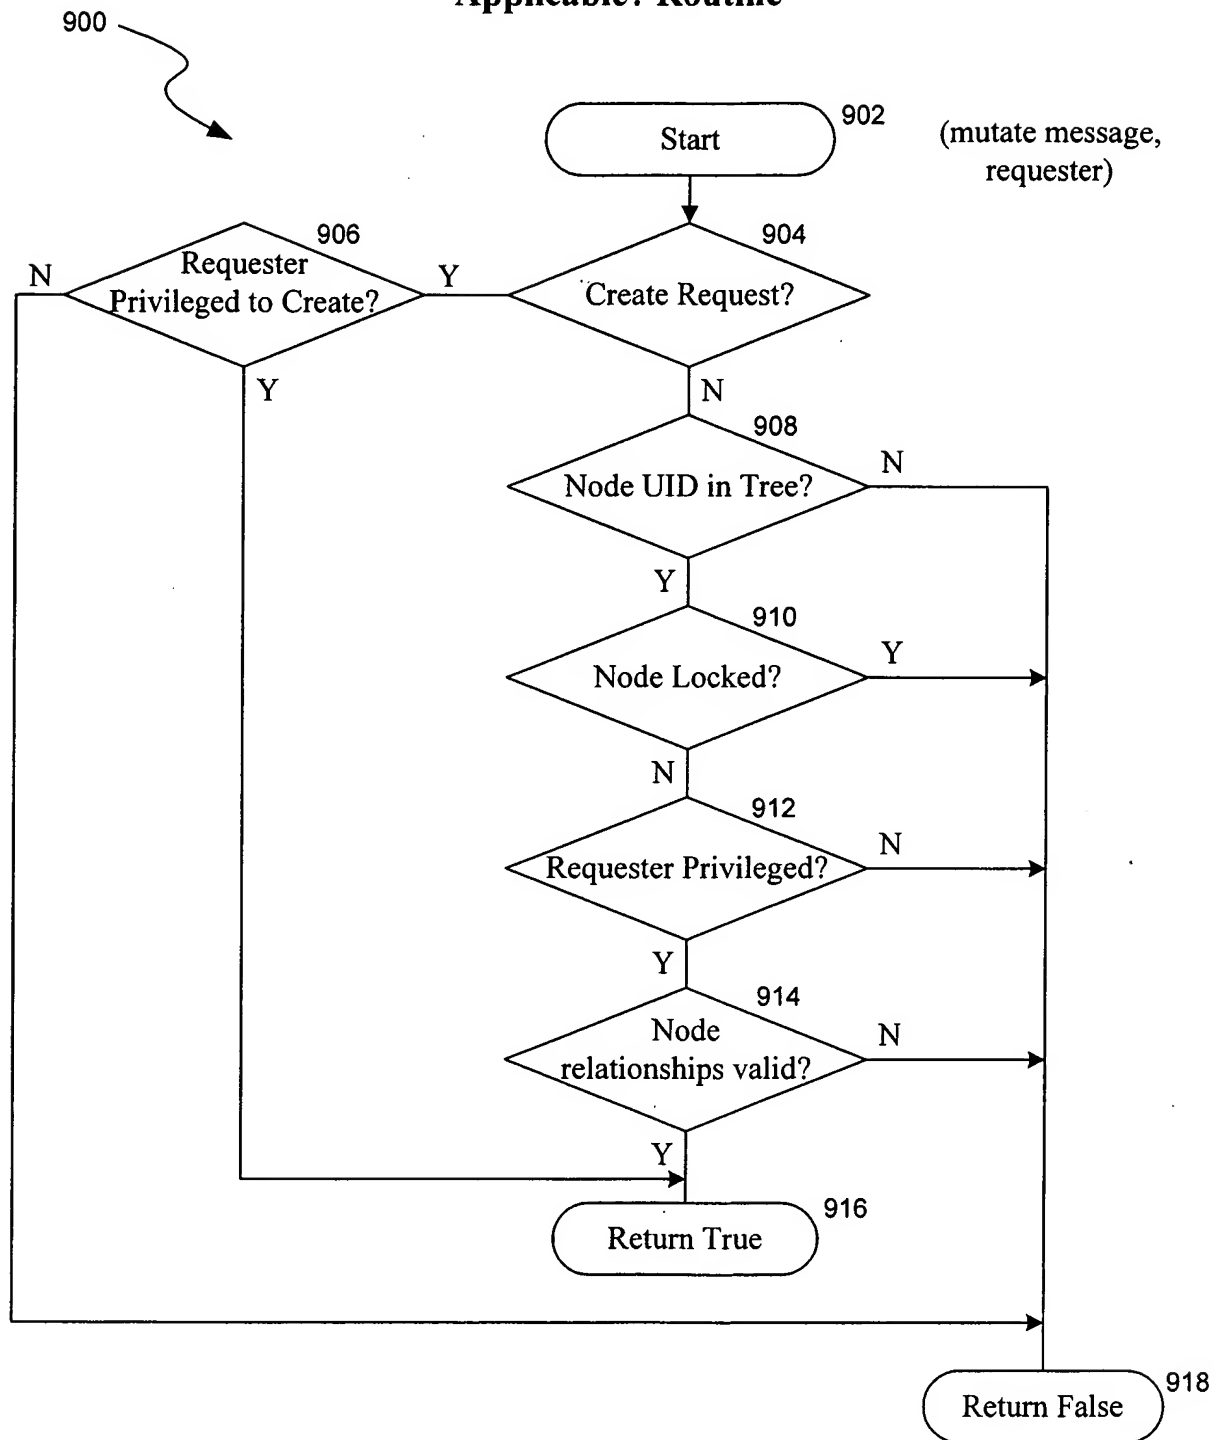 Applicable? Routine
900
Start
902
(mutate message,
requester)
906
Requester
Privileged to Create?
N
Y
Y
904
Create Request?
N
908
Node UID in Tree?
N
Y
910
Node Locked?
Y
N
912
Requester Privileged?
N
Y
914
Node
relationships valid?
N
Y
916
Return True
918
Return False